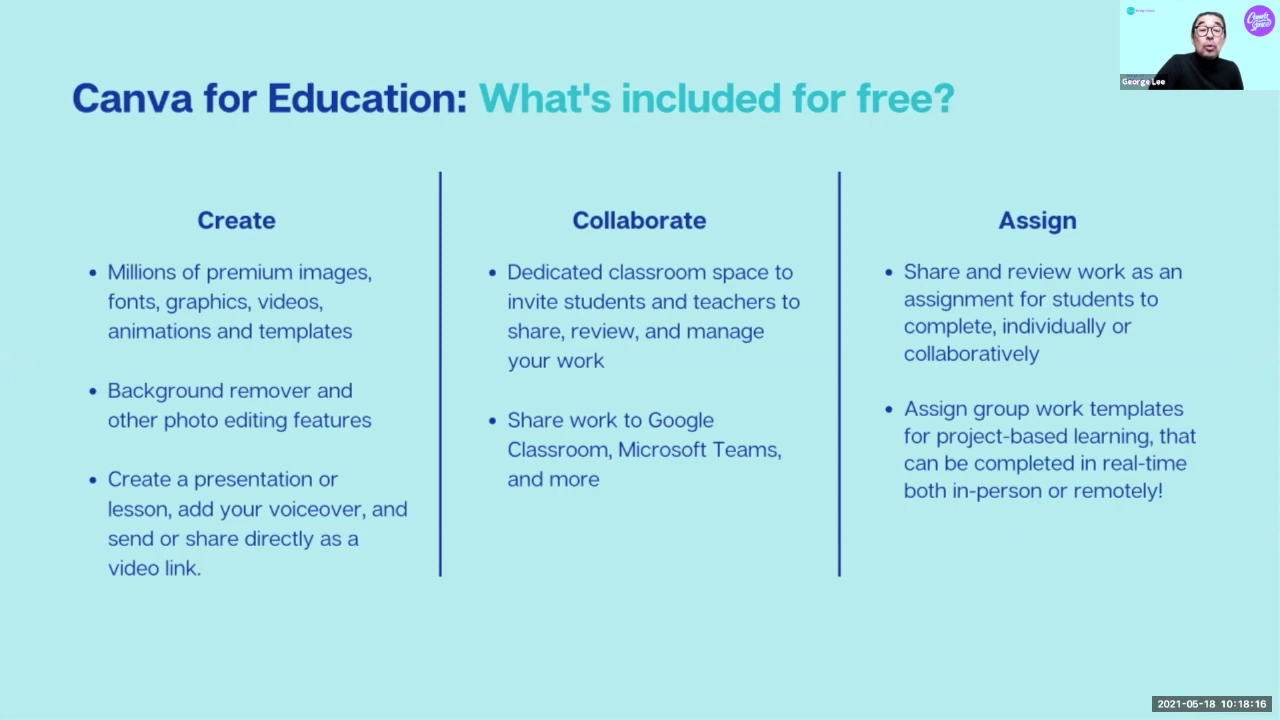 Canva for Education: What's included for free?
Create
• Millions of premium images,
fonts, graphics, videos,
animations and templates
• Background remover and
other photo editing features
• Create a presentation or
lesson, add your voiceover, and
send or share directly as a
video link.
Collaborate
• Dedicated classroom space to
invite students and teachers to
share, review, and manage
your work
• Share work to Google
Classroom, Microsoft Teams,
and more
Assign
• Share and review work as an
assignment for students to
complete, individually or
collaboratively
• Assign group work templates
for project-based learning, that
can be completed in real-time
both in-person or remotely!
George Lee
2021-05-18 10:18:16